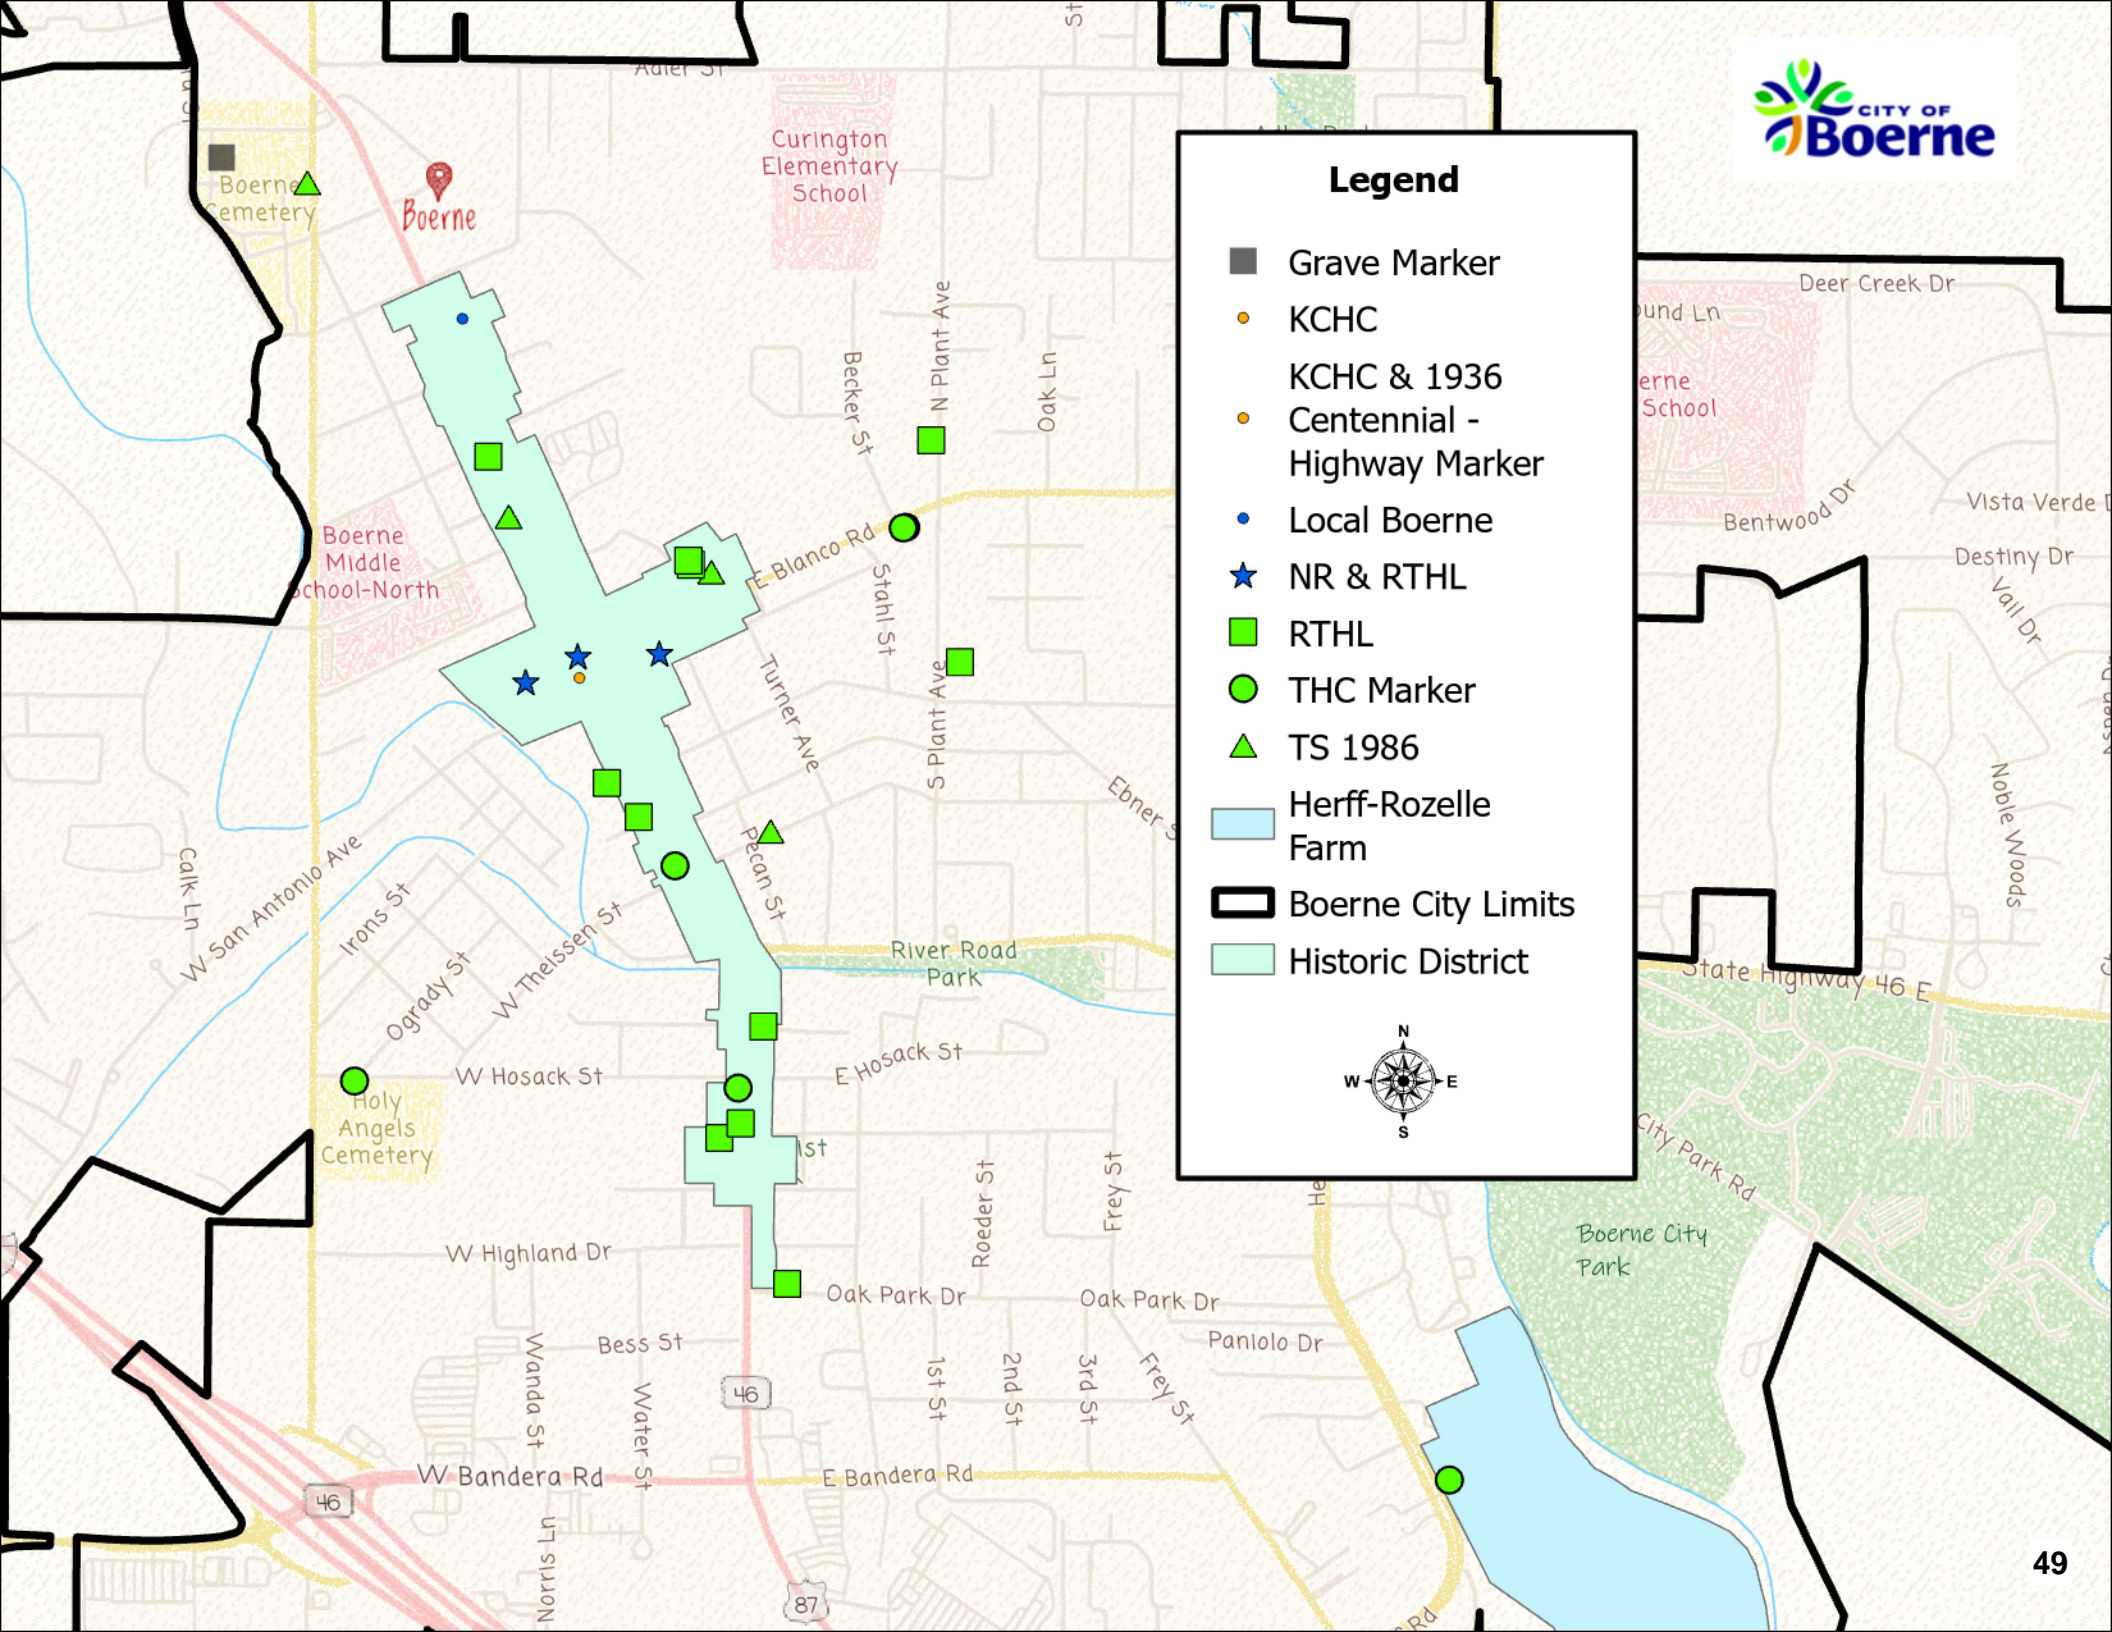 Adler St
CITY OF
Boerne
Curington
Elementary
School
Boerne
Cemetery
Boerne
Legend
Grave Marker
KCHC
KCHC & 1936
Centennial -
Highway Marker
Local Boerne
NR & RTHL
RTHL
THC Marker
TS 1986
Herff-Rozelle
Farm
Boerne City Limits
Historic District
N
W
E
S
Deer Creek Dr
ound Ln
erne
School
Bentwood Dr
Vista Verde
Destiny Dr
Vail Dr
Noble Woods
N Plant Ave
Becker St
Oak Ln
Boerne
Middle
School-North
E Blanco Rd
Stahl St
S Plant Ave
Turner Ave
Ebner S
Pecan St
Calk Ln
W San Antonio Ave
Irons St
Ogrady St
W Theissen St
River Road
Park
State Highway 46 E
W Hosack St
E Hosack St
Holy
Angels
Cemetery
Roeder St
Frey St
He
City Park Rd
Boerne City
Park
W Highland Dr
Oak Park Dr
Oak Park Dr
Paniolo Dr
Bess St
Wanda St
Water St
1st St
2nd St
3rd St
Frey St
46
W Bandera Rd
E Bandera Rd
46
Norris Ln
87
Rd
49